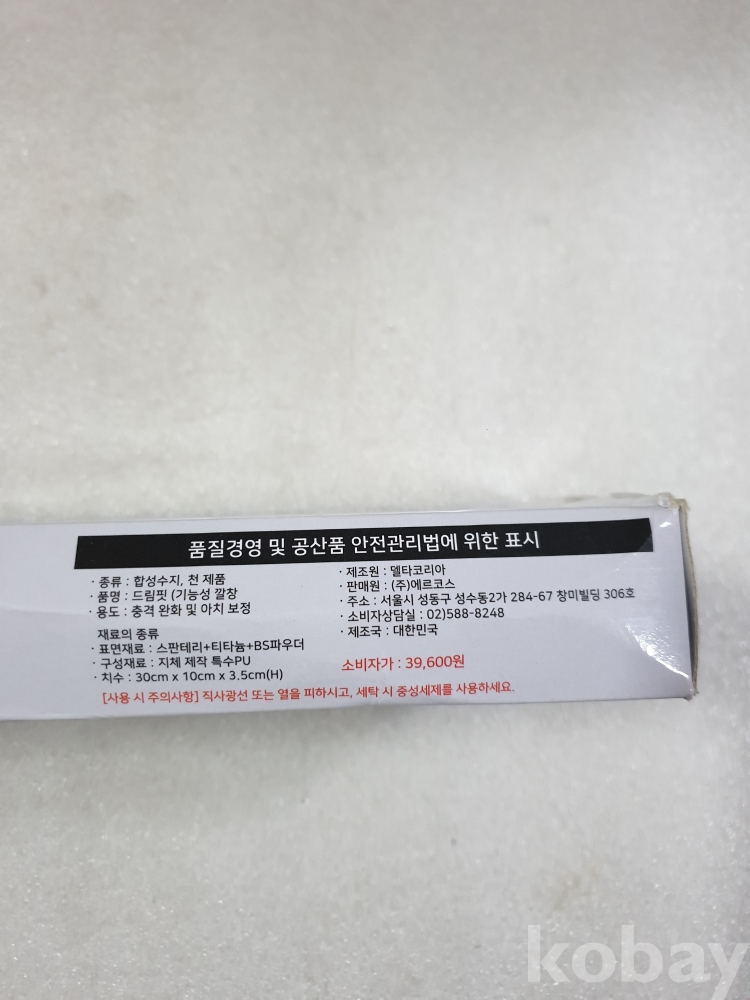 품질경영 및 공산품 안전관리법에 위한 표시
· 종류 : 합성수지, 천 제품
· 품명 : 드림핏 (기능성 깔창
· 용도 : 충격 완화 및 아치 보정
재료의 종류
· 표면재료 : 스판테리+티타늄+BS파우더
· 구성재료 : 지체 제작 특수PU
· 치수 : 30cm x 10cm x 3.5cm(H)
· 제조원 : 델타코리아
· 판매원 : (주)에르코스
· 주소 : 서울시 성동구 성수동2가 284-67 창미빌딩 306호
· 소비자상담실 : 02)588-8248
· 제조국 : 대한민국
소비자가 : 39,600원
[사용 시 주의사항] 직사광선 또는 열을 피하시고, 세탁 시 중성세제를 사용하세요.
kobay